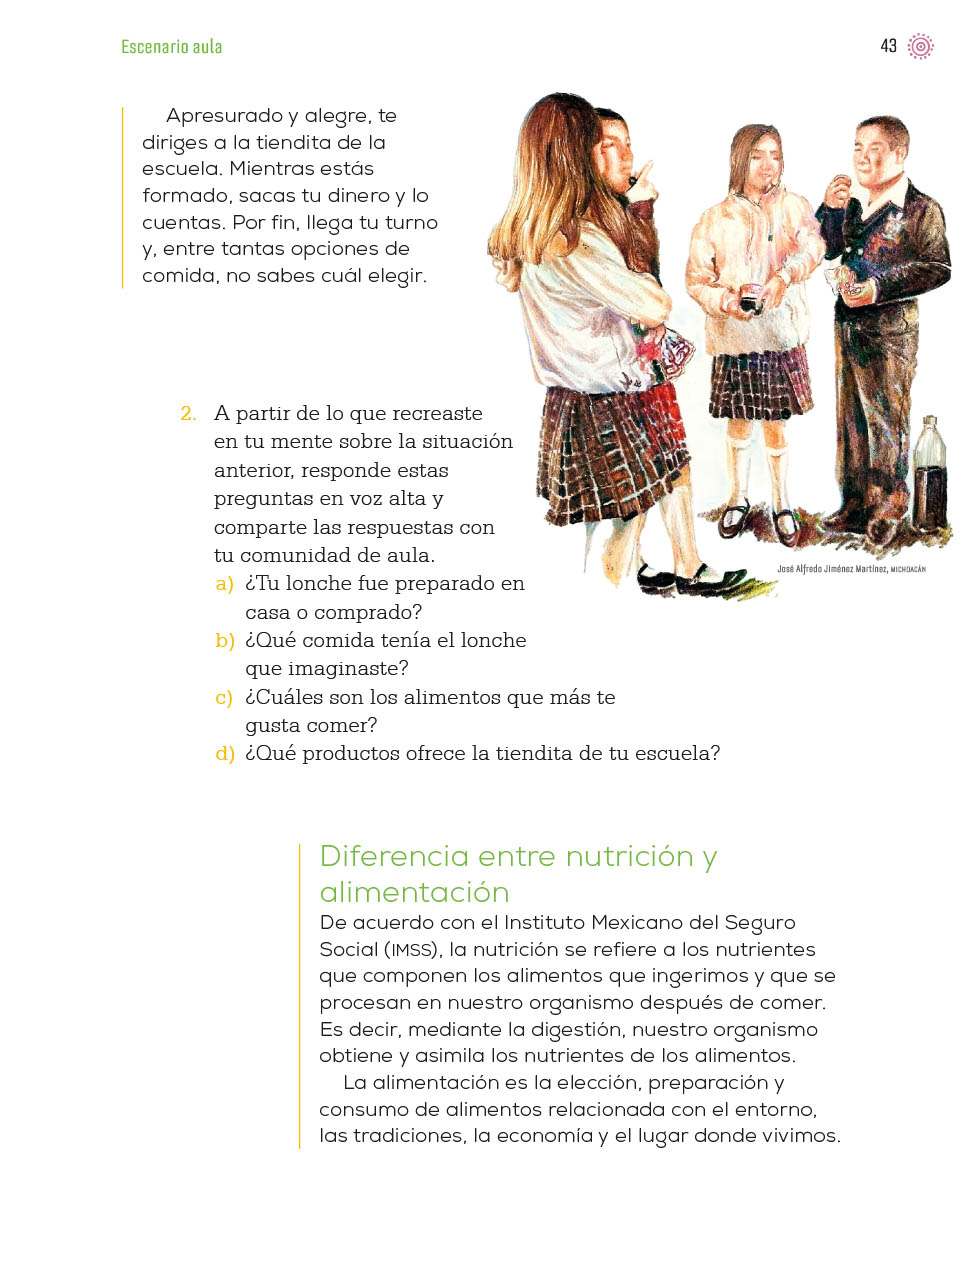 Escenario aula
43
Apresurado y alegre, te
diriges a la tiendita de la
escuela. Mientras estás
formado, sacas tu dinero y lo
cuentas. Por fin, llega tu turno
y, entre tantas opciones de
comida, no sabes cuál elegir.
2. A partir de lo que recreaste
en tu mente sobre la situación
anterior, responde estas
preguntas en voz alta y
comparte las respuestas con
tu comunidad de aula.
a) ¿Tu lonche fue preparado en
casa o comprado?
b) ¿Qué comida tenía el lonche
que imaginaste?
c) ¿Cuáles son los alimentos que más te
gusta comer?
d) ¿Qué productos ofrece la tiendita de tu escuela?
José Alfredo Jiménez Martínez, MICHOACÁN
Diferencia entre nutrición y
alimentación
De acuerdo con el Instituto Mexicano del Seguro
Social (IMSS), la nutrición se refiere a los nutrientes
que componen los alimentos que ingerimos y que se
procesan en nuestro organismo después de comer.
Es decir, mediante la digestión, nuestro organismo
obtiene y asimila los nutrientes de los alimentos.
La alimentación es la elección, preparación y
consumo de alimentos relacionada con el entorno,
las tradiciones, la economía y el lugar donde vivimos.